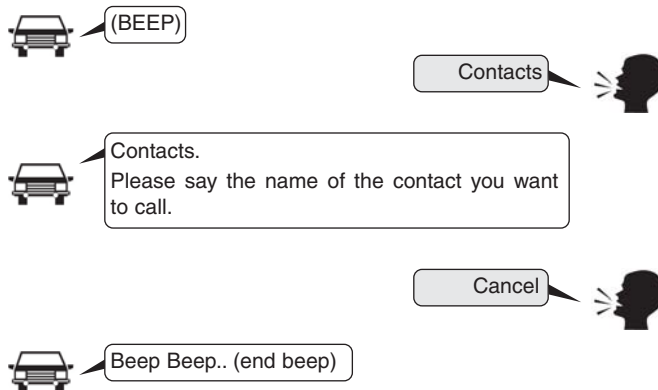 (BEEP)
Contacts
Contacts.
Please say the name of the contact you want
to call.
Cancel
Beep Beep.. (end beep)